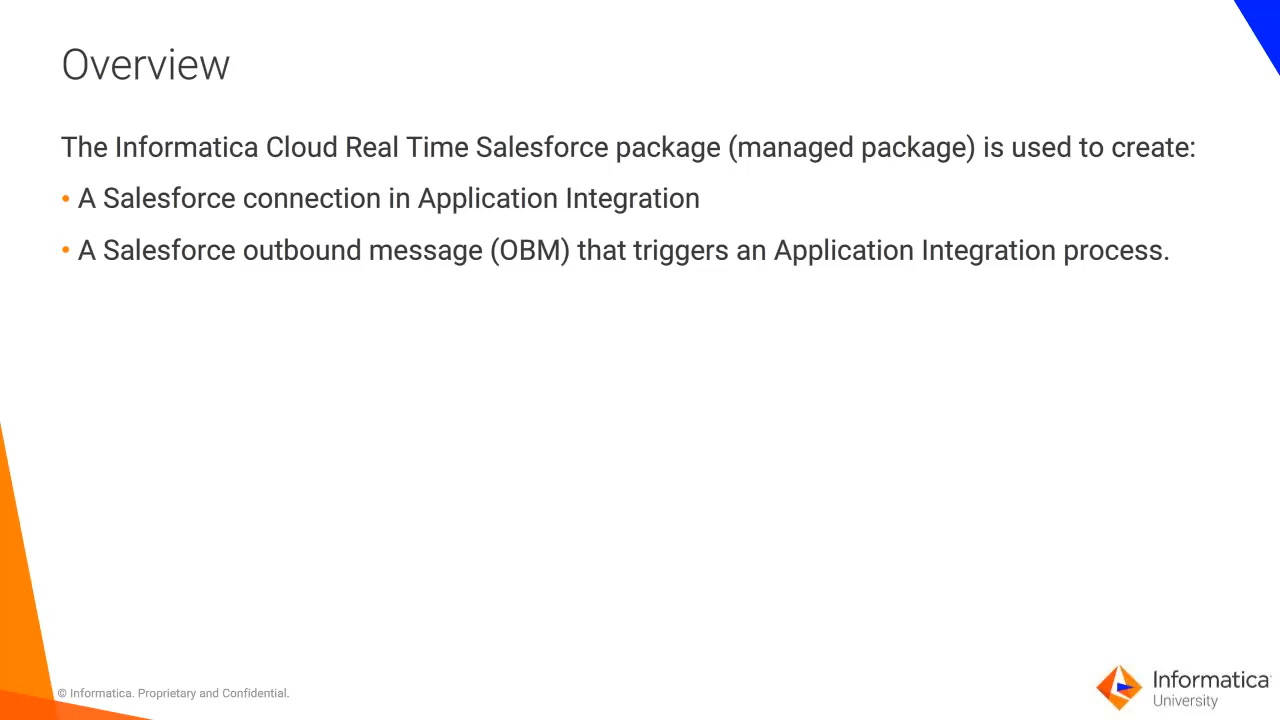 Overview
The Informatica Cloud Real Time Salesforce package (managed package) is used to create:
• A Salesforce connection in Application Integration
• A Salesforce outbound message (OBM) that triggers an Application Integration process.
© Informatica. Proprietary and Confidential.
Informatica
University